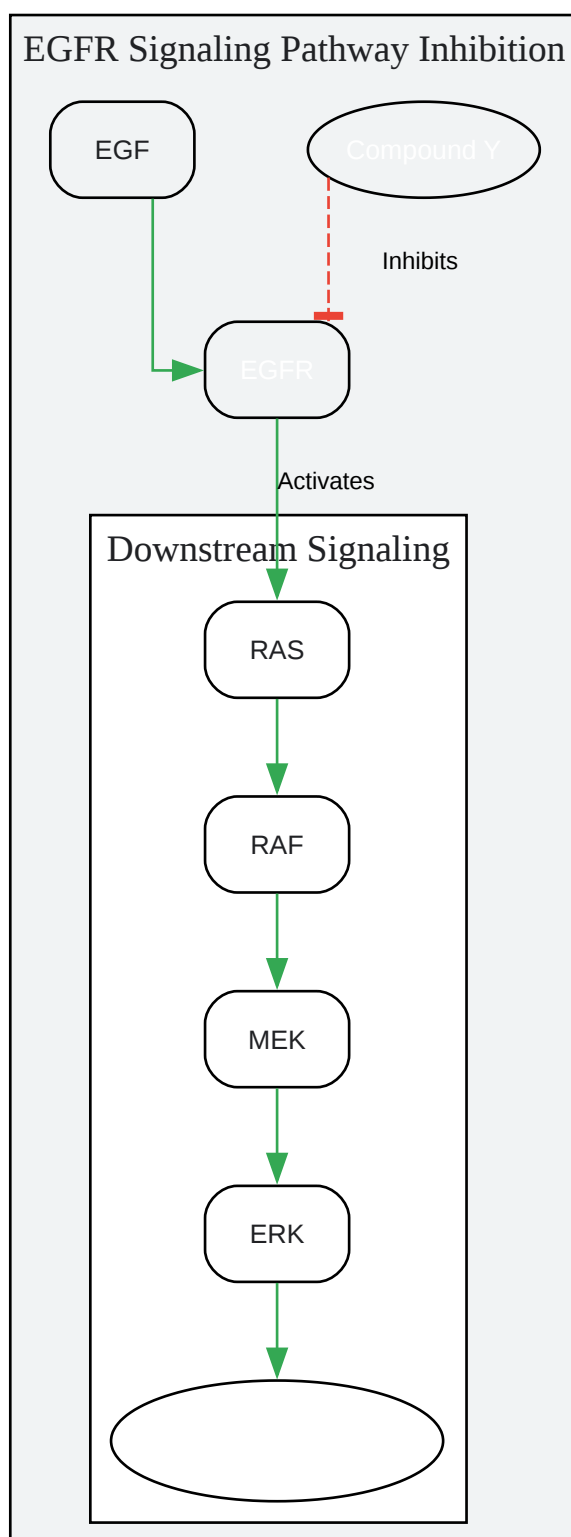 EGFR Signaling Pathway Inhibition
EGF
Compound Y
Inhibits
EGFR
Activates
Downstream Signaling
RAS
RAF
MEK
ERK